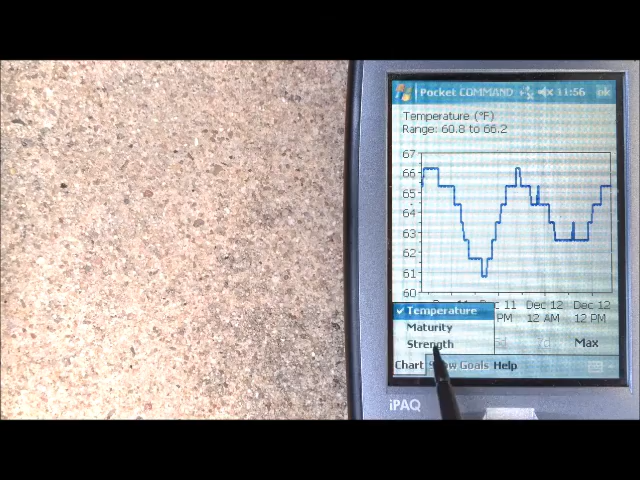 Pocket COMMAND 11:56 ok
Temperature (°F)
Range: 60.8 to 66.2
67
66
65
64
63
62
61
60
Dec 11 Dec 12 Dec 12
PM 12 AM 12 PM
✓ Temperature
Maturity
Strength
Max
Chart Show Goals Help
iPAQ